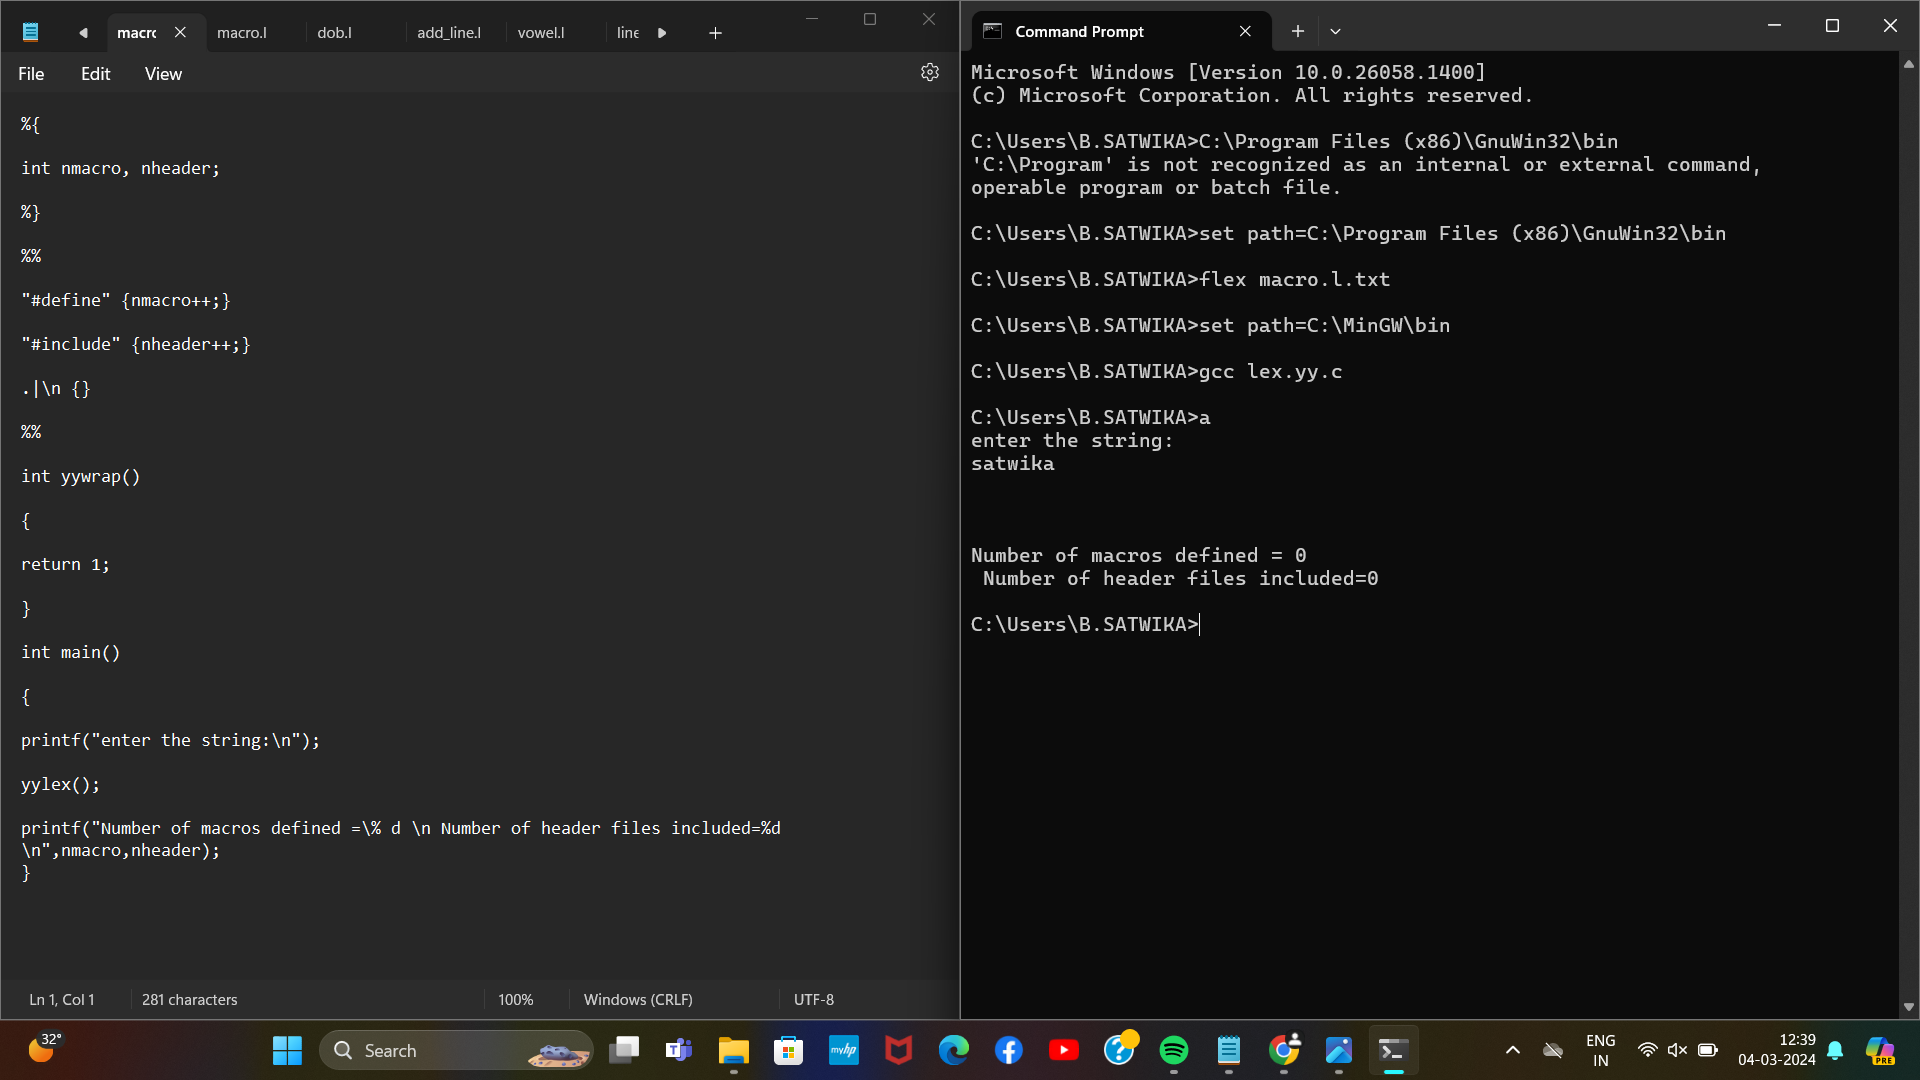 macro
macro.l
dob.l
add_line.l
vowel.l
line
File
Edit
View
%{
int nmacro, nheader;
%}
%%
"#define" {nmacro++;}
"#include" {nheader++;}
.|\n {}
%%
int yywrap()
{
return 1;
}
int main()
{
printf("enter the string:\n");
yylex();
printf("Number of macros defined =\% d \n Number of header files included=%d
\n",nmacro,nheader);
}
Ln 1, Col 1
281 characters
100%
Windows (CRLF)
UTF-8
Command Prompt
Microsoft Windows [Version 10.0.26058.1400]
(c) Microsoft Corporation. All rights reserved.
C:\Users\B.SATWIKA>C:\Program Files (x86)\GnuWin32\bin
'C:\Program' is not recognized as an internal or external command,
operable program or batch file.
C:\Users\B.SATWIKA>set path=C:\Program Files (x86)\GnuWin32\bin
C:\Users\B.SATWIKA>flex macro.l.txt
C:\Users\B.SATWIKA>set path=C:\MinGW\bin
C:\Users\B.SATWIKA>gcc lex.yy.c
C:\Users\B.SATWIKA>a
enter the string:
satwika
Number of macros defined = 0
Number of header files included=0
C:\Users\B.SATWIKA>
32°
Search
myhp
ENG
IN
12:39
04-03-2024
PRE